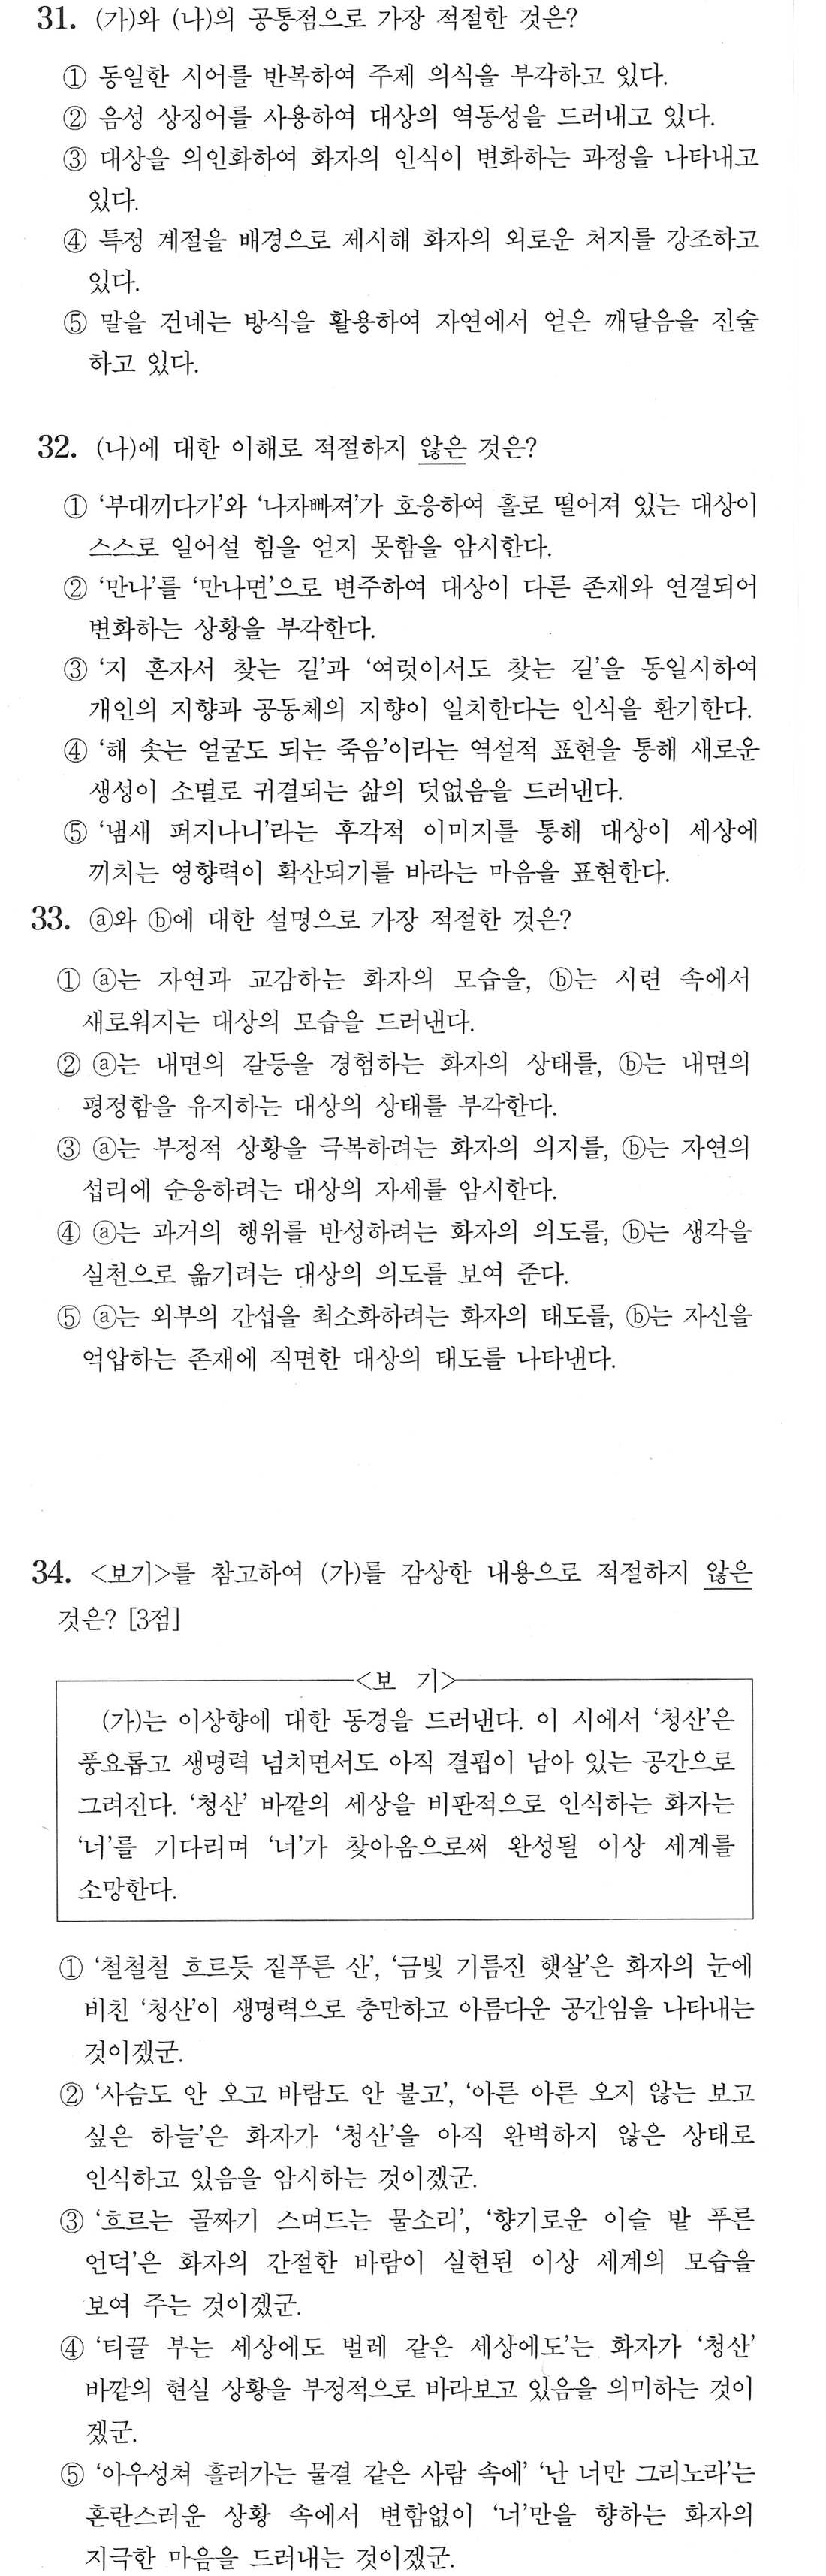 31. (가)와 (나)의 공통점으로 가장 적절한 것은?
① 동일한 시어를 반복하여 주제 의식을 부각하고 있다.
② 음성 상징어를 사용하여 대상의 역동성을 드러내고 있다.
③ 대상을 의인화하여 화자의 인식이 변화하는 과정을 나타내고
있다.
④ 특정 계절을 배경으로 제시해 화자의 외로운 처지를 강조하고
있다.
⑤ 말을 건네는 방식을 활용하여 자연에서 얻은 깨달음을 진술
하고 있다.
32. (나)에 대한 이해로 적절하지 않은 것은?
① ‘부대끼다가’와 ‘나자빠져’가 호응하여 홀로 떨어져 있는 대상이
스스로 일어설 힘을 얻지 못함을 암시한다.
② ‘만나’를 ‘만나면’으로 변주하여 대상이 다른 존재와 연결되어
변화하는 상황을 부각한다.
③ ‘지 혼자서 찾는 길’과 ‘여럿이서도 찾는 길’을 동일시하여
개인의 지향과 공동체의 지향이 일치한다는 인식을 환기한다.
④ ‘해 솟는 얼굴도 되는 죽음’이라는 역설적 표현을 통해 새로운
생성이 소멸로 귀결되는 삶의 덧없음을 드러낸다.
⑤ ‘냄새 퍼지나니’라는 후각적 이미지를 통해 대상이 세상에
끼치는 영향력이 확산되기를 바라는 마음을 표현한다.
33. ⓐ와 ⓑ에 대한 설명으로 가장 적절한 것은?
① ⓐ는 자연과 교감하는 화자의 모습을, ⓑ는 시련 속에서
새로워지는 대상의 모습을 드러낸다.
② ⓐ는 내면의 갈등을 경험하는 화자의 상태를, ⓑ는 내면의
평정함을 유지하는 대상의 상태를 부각한다.
③ ⓐ는 부정적 상황을 극복하려는 화자의 의지를, ⓑ는 자연의
섭리에 순응하려는 대상의 자세를 암시한다.
④ ⓐ는 과거의 행위를 반성하려는 화자의 의도를, ⓑ는 생각을
실천으로 옮기려는 대상의 의도를 보여 준다.
⑤ ⓐ는 외부의 간섭을 최소화하려는 화자의 태도를, ⓑ는 자신을
억압하는 존재에 직면한 대상의 태도를 나타낸다.
34. <보기>를 참고하여 (가)를 감상한 내용으로 적절하지 않은
것은? [3점]
<보 기>
(가)는 이상향에 대한 동경을 드러낸다. 이 시에서 ‘청산’은
풍요롭고 생명력 넘치면서도 아직 결핍이 남아 있는 공간으로
그려진다. ‘청산’ 바깥의 세상을 비판적으로 인식하는 화자는
‘너’를 기다리며 ‘너’가 찾아옴으로써 완성될 이상 세계를
소망한다.
① ‘철철철 흐르듯 짙푸른 산’, ‘금빛 기름진 햇살’은 화자의 눈에
비친 ‘청산’이 생명력으로 충만하고 아름다운 공간임을 나타내는
것이겠군.
② ‘사슴도 안 오고 바람도 안 불고’, ‘아른 아른 오지 않는 보고
싶은 하늘’은 화자가 ‘청산’을 아직 완벽하지 않은 상태로
인식하고 있음을 암시하는 것이겠군.
③ ‘흐르는 골짜기 스며드는 물소리’, ‘향기로운 이슬 밭 푸른
언덕’은 화자의 간절한 바람이 실현된 이상 세계의 모습을
보여 주는 것이겠군.
④ ‘티끌 부는 세상에도 벌레 같은 세상에도’는 화자가 ‘청산’
바깥의 현실 상황을 부정적으로 바라보고 있음을 의미하는 것이
겠군.
⑤ ‘아우성쳐 흘러가는 물결 같은 사람 속에’ ‘난 너만 그리노라’는
혼란스러운 상황 속에서 변함없이 ‘너’만을 향하는 화자의
지극한 마음을 드러내는 것이겠군.